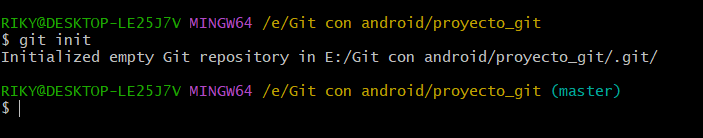 RIKY@DESKTOP-LE25J7V MINGW64 /e/Git con android/proyecto_git
$ git init
Initialized empty Git repository in E:/Git con android/proyecto_git/.git/
RIKY@DESKTOP-LE25J7V MINGW64 /e/Git con android/proyecto_git (master)
$